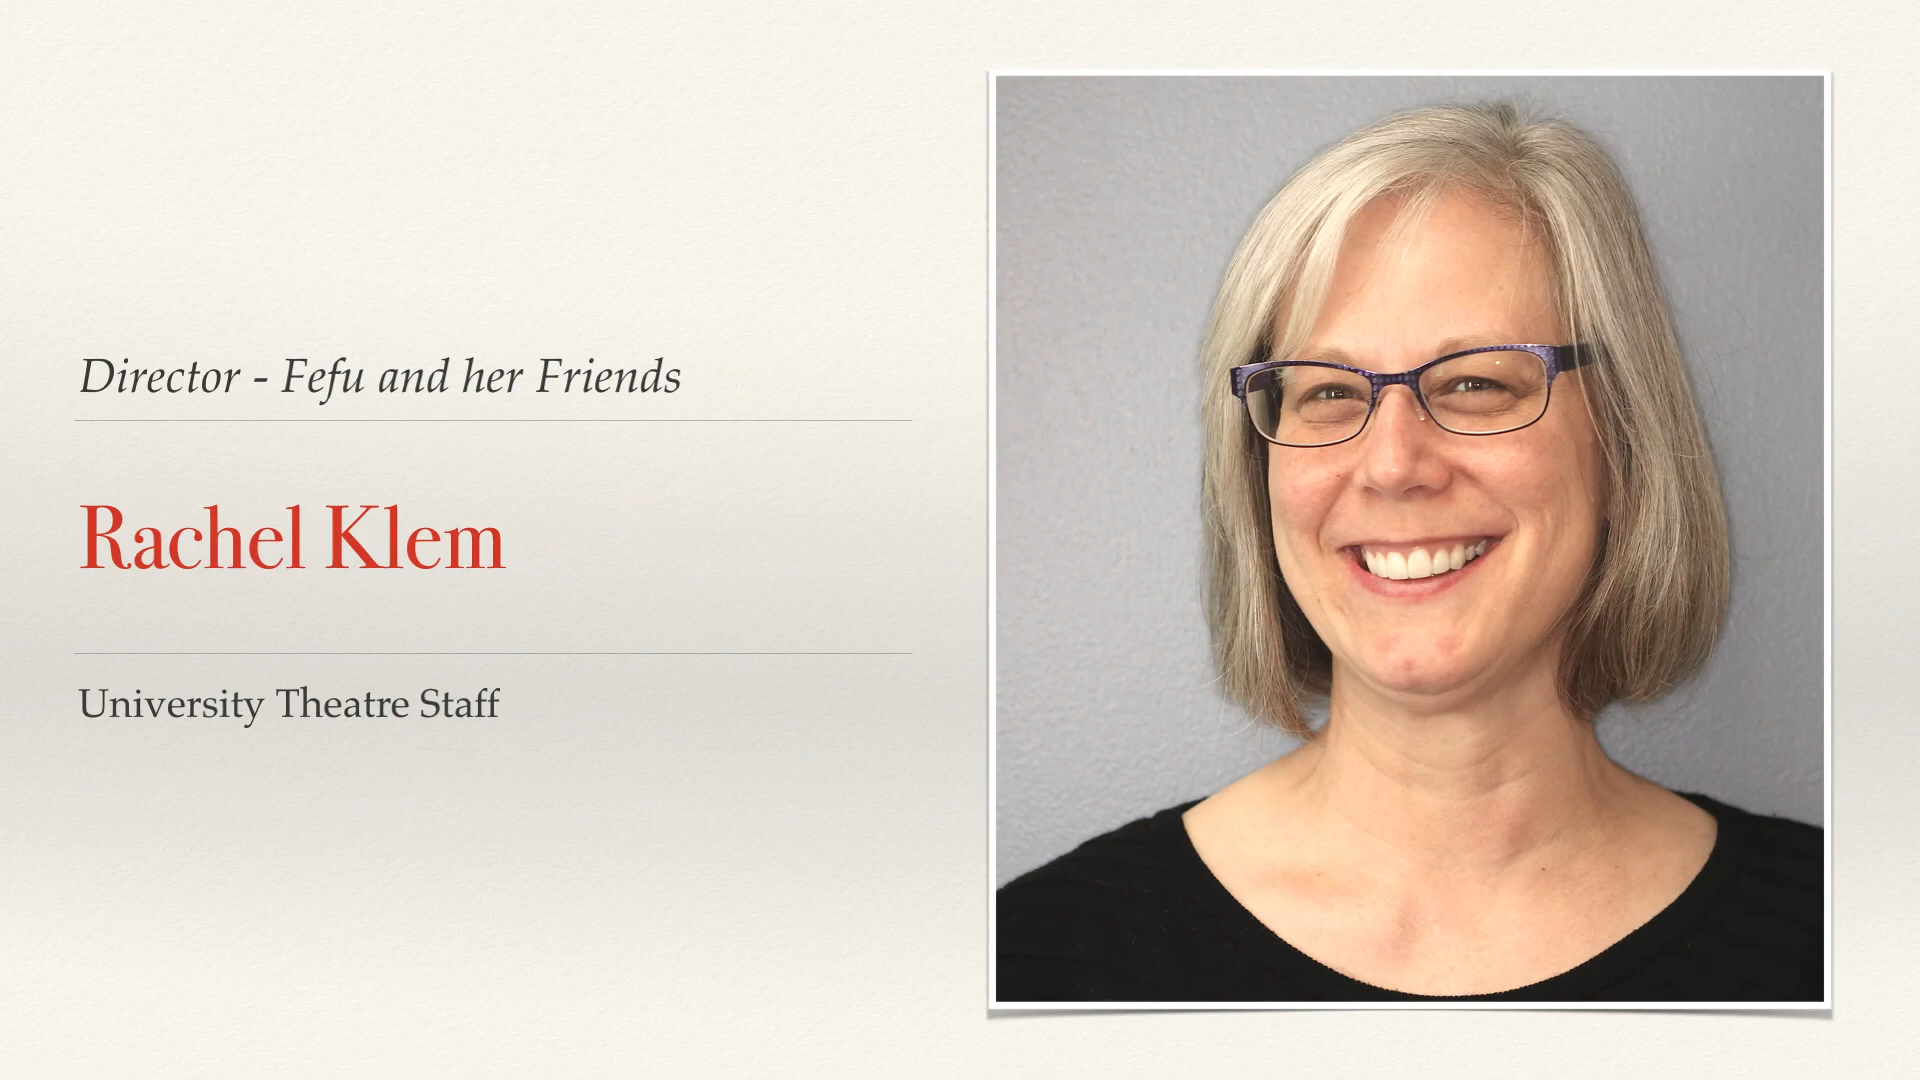 Director - Fefu and her Friends
Rachel Klem
University Theatre Staff